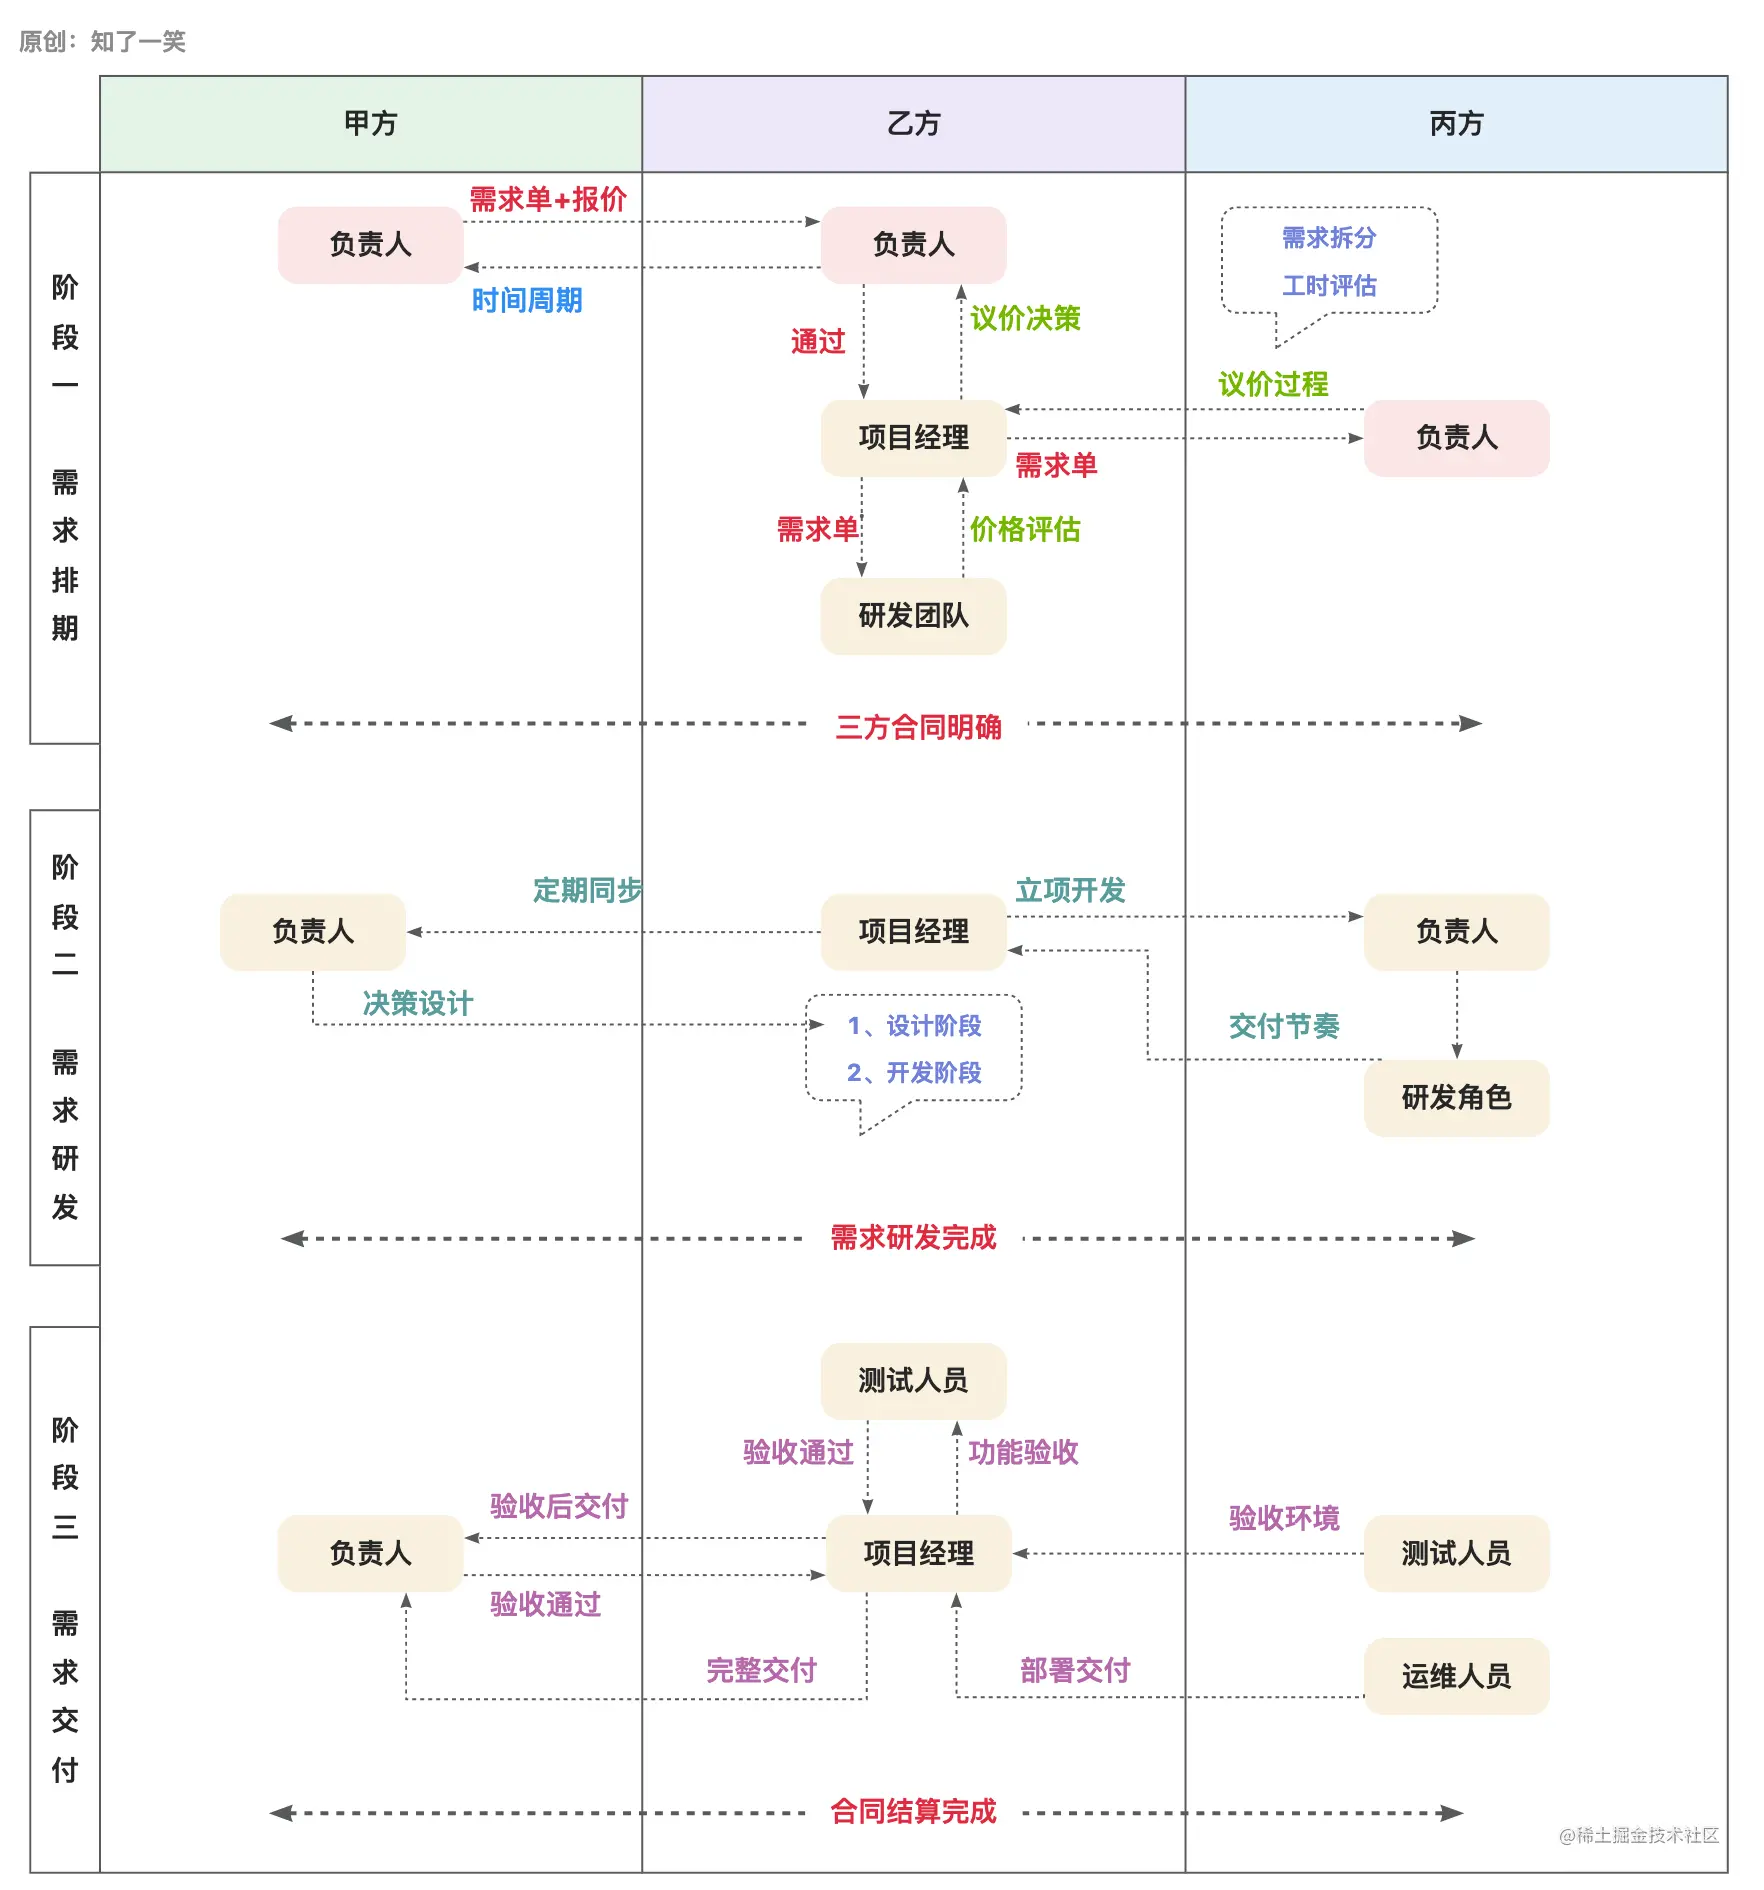 原创：知了一笑
甲方
乙方
丙方
阶段一 需求排期
需求单+报价
负责人
负责人
时间周期
需求拆分
工时评估
通过
议价决策
议价过程
项目经理
负责人
需求单
需求单
价格评估
研发团队
三方合同明确
阶段二 需求研发
定期同步
立项开发
负责人
项目经理
负责人
决策设计
1、设计阶段
2、开发阶段
交付节奏
研发角色
需求研发完成
阶段三 需求交付
测试人员
验收通过
功能验收
验收后交付
验收环境
负责人
项目经理
测试人员
验收通过
完整交付
部署交付
运维人员
合同结算完成
@稀土掘金技术社区